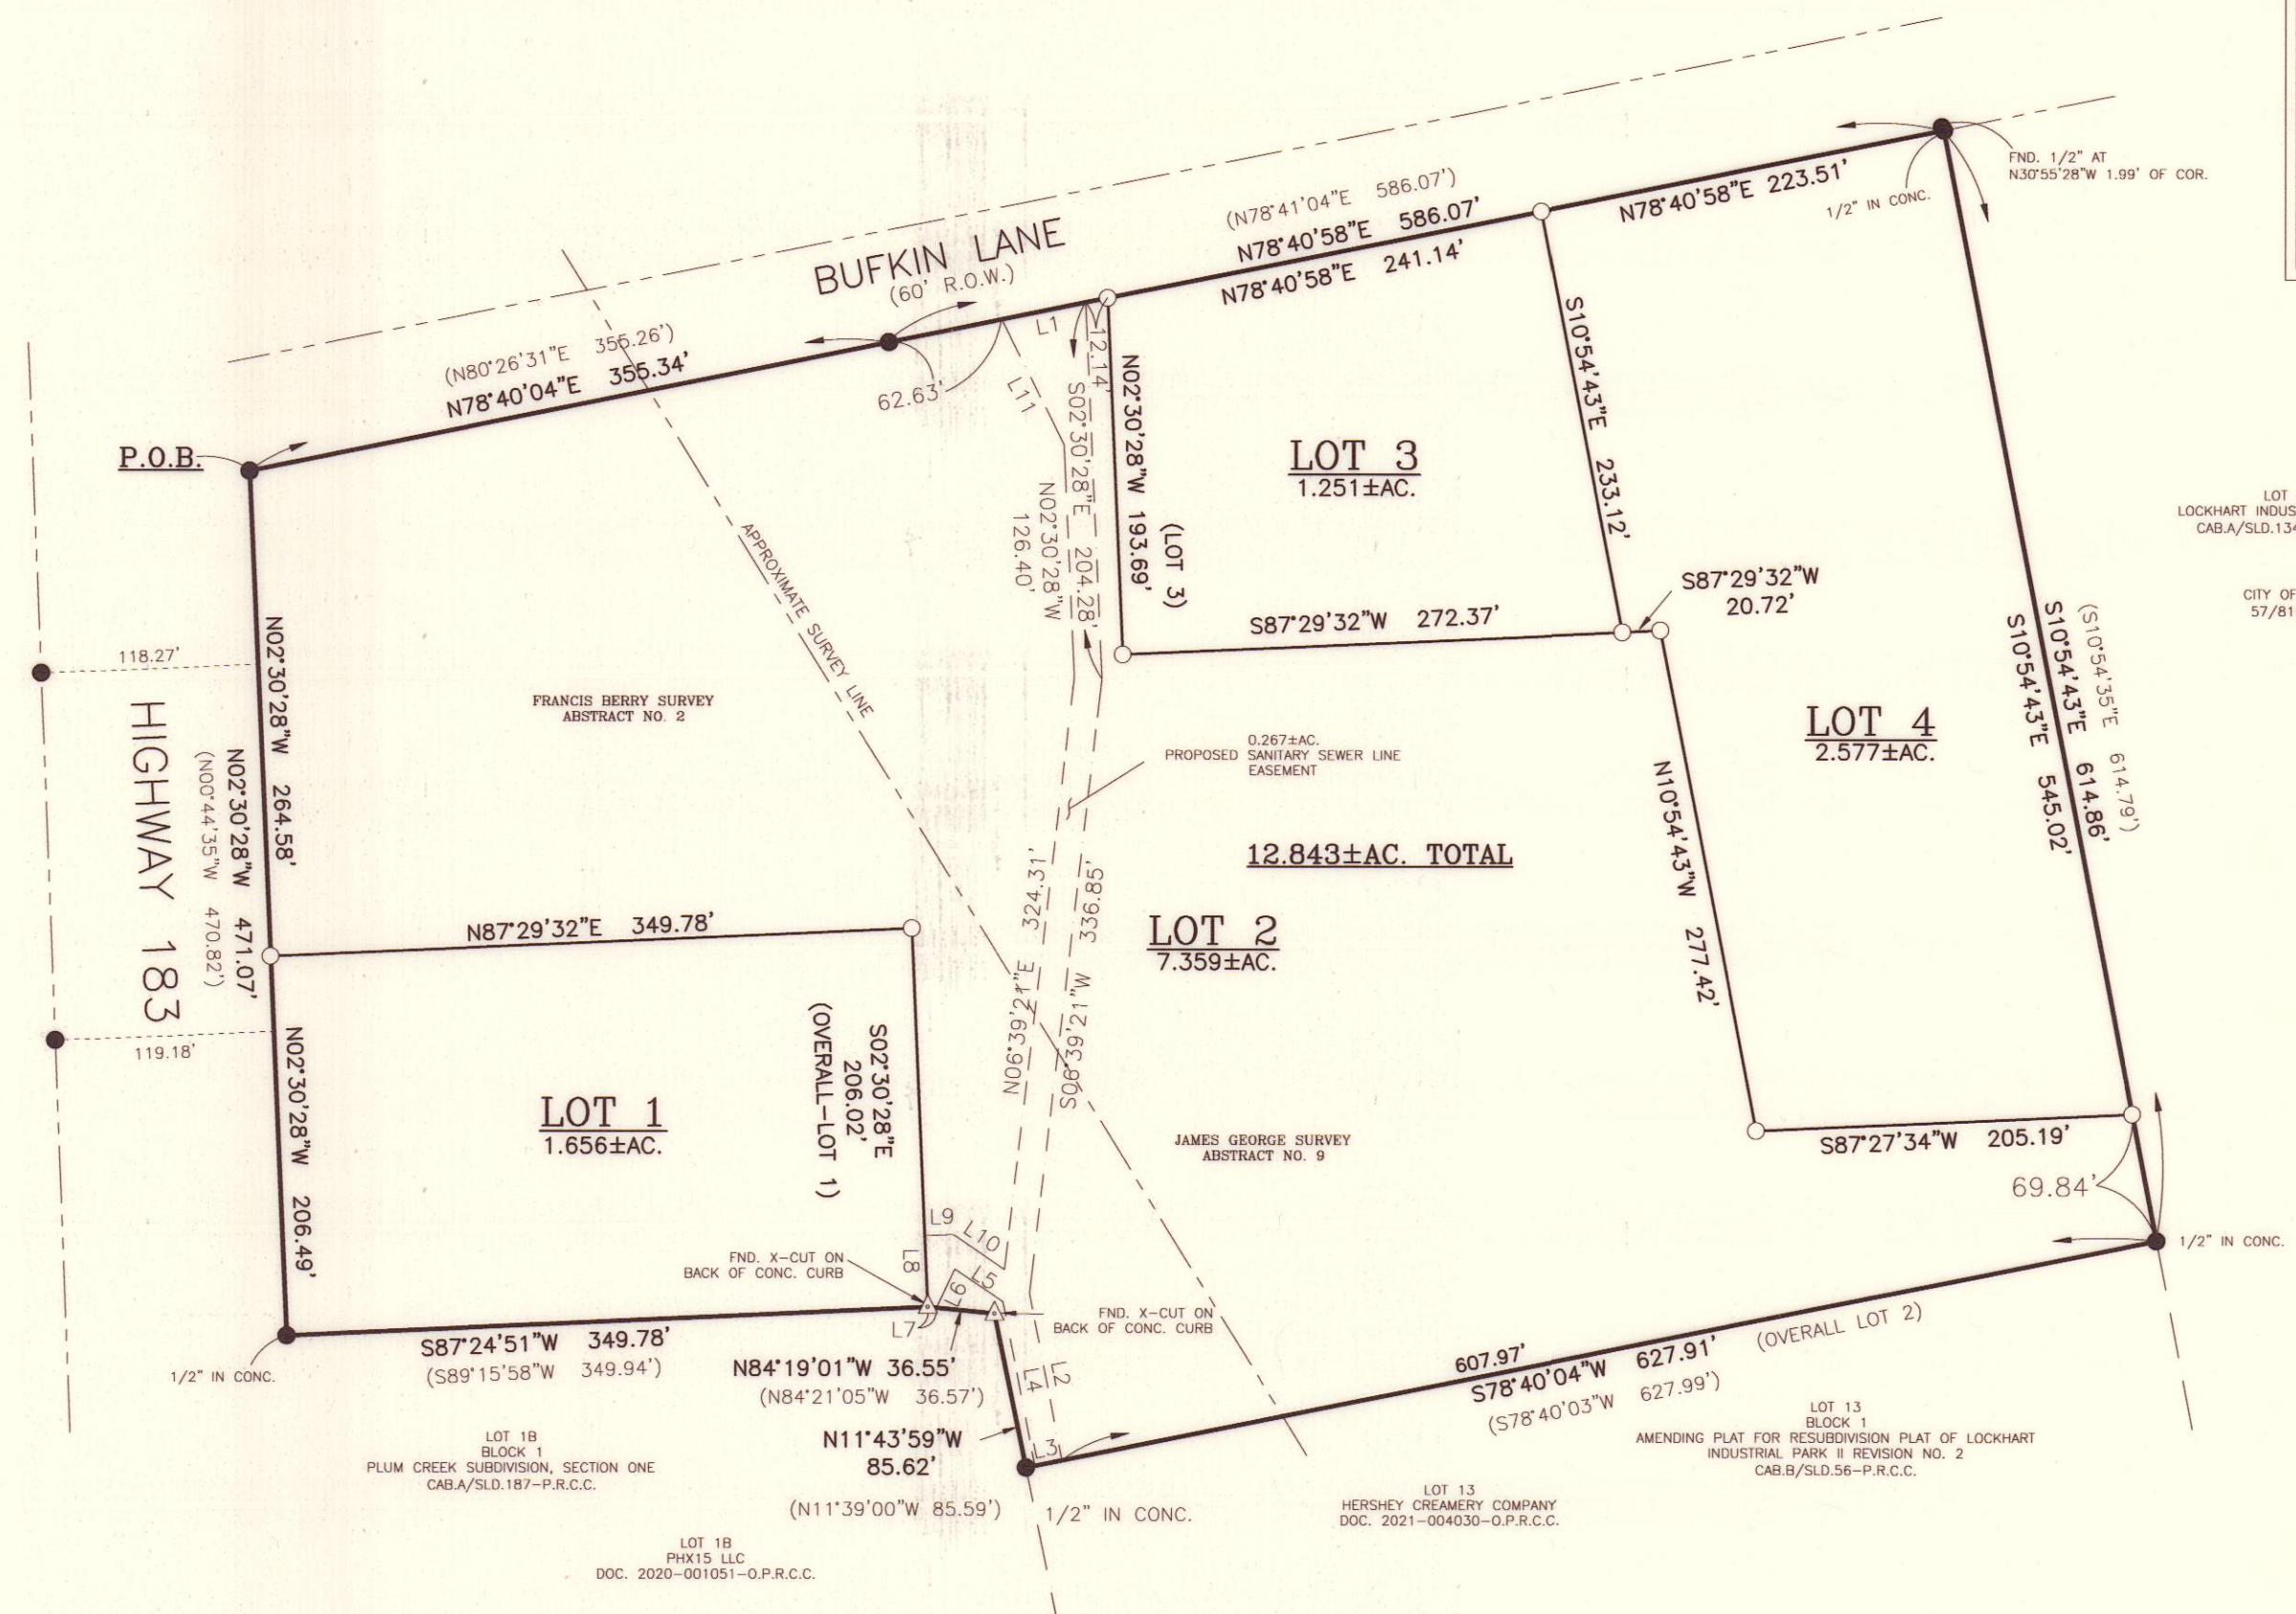 FND. 1/2" AT
N30°55'28"W 1.99' OF COR.
1/2" IN CONC.
N78°40'58"E 223.51'
(N78°41'04"E 586.07')
N78°40'58"E 586.07'
N78°40'58"E 241.14'
BUFKIN LANE
(60' R.O.W.)
L1
12.14'
62.63'
L11
(N80°26'31"E 355.26')
N78°40'04"E 355.34'
P.O.B.
S02°30'28"E 204.28'
N02°30'28"W
126.40'
N02°30'28"W 193.69'
(LOT 3)
LOT 3
1.251±AC.
S10°54'43"E 233.12'
S87°29'32"W
20.72'
S87°29'32"W 272.37'
LOT
LOCKHART INDUS
CAB.A/SLD.134
CITY OF
57/81
(S10°54'35"E 614.79')
S10°54'43"E 614.86'
S10°54'43"E 545.02'
LOT 4
2.577±AC.
N10°54'43"W 277.42'
APPROXIMATE SURVEY LINE
FRANCIS BERRY SURVEY
ABSTRACT NO. 2
0.267±AC.
PROPOSED SANITARY SEWER LINE
EASEMENT
118.27'
HIGHWAY 183
119.18'
N02°30'28"W 264.58'
N02°30'28"W 471.07'
(N00°44'35"W 470.82')
12.843±AC. TOTAL
LOT 2
7.359±AC.
N87°29'32"E 349.78'
N06°39'21"E 324.31'
S06°39'21"W 336.85'
N02°30'28"W 206.49'
LOT 1
1.656±AC.
S02°30'28"E
206.02'
(OVERALL-LOT 1)
JAMES GEORGE SURVEY
ABSTRACT NO. 9
S87°27'34"W 205.19'
69.84'
1/2" IN CONC.
L9
L10
L8
L5
L6
L7
FND. X-CUT ON
BACK OF CONC. CURB
FND. X-CUT ON
BACK OF CONC. CURB
S87°24'51"W 349.78'
(S89°15'58"W 349.94')
1/2" IN CONC.
N84°19'01"W 36.55'
(N84°21'05"W 36.57')
L2
L4
L3
N11°43'59"W
85.62'
(N11°39'00"W 85.59')
1/2" IN CONC.
607.97'
S78°40'04"W 627.91' (OVERALL LOT 2)
(S78°40'03"W 627.99')
LOT 13
BLOCK 1
AMENDING PLAT FOR RESUBDIVISION PLAT OF LOCKHART
INDUSTRIAL PARK II REVISION NO. 2
CAB.B/SLD.56-P.R.C.C.
LOT 1B
BLOCK 1
PLUM CREEK SUBDIVISION, SECTION ONE
CAB.A/SLD.187-P.R.C.C.
LOT 13
HERSHEY CREAMERY COMPANY
DOC. 2021-004030-O.P.R.C.C.
LOT 1B
PHX15 LLC
DOC. 2020-001051-O.P.R.C.C.